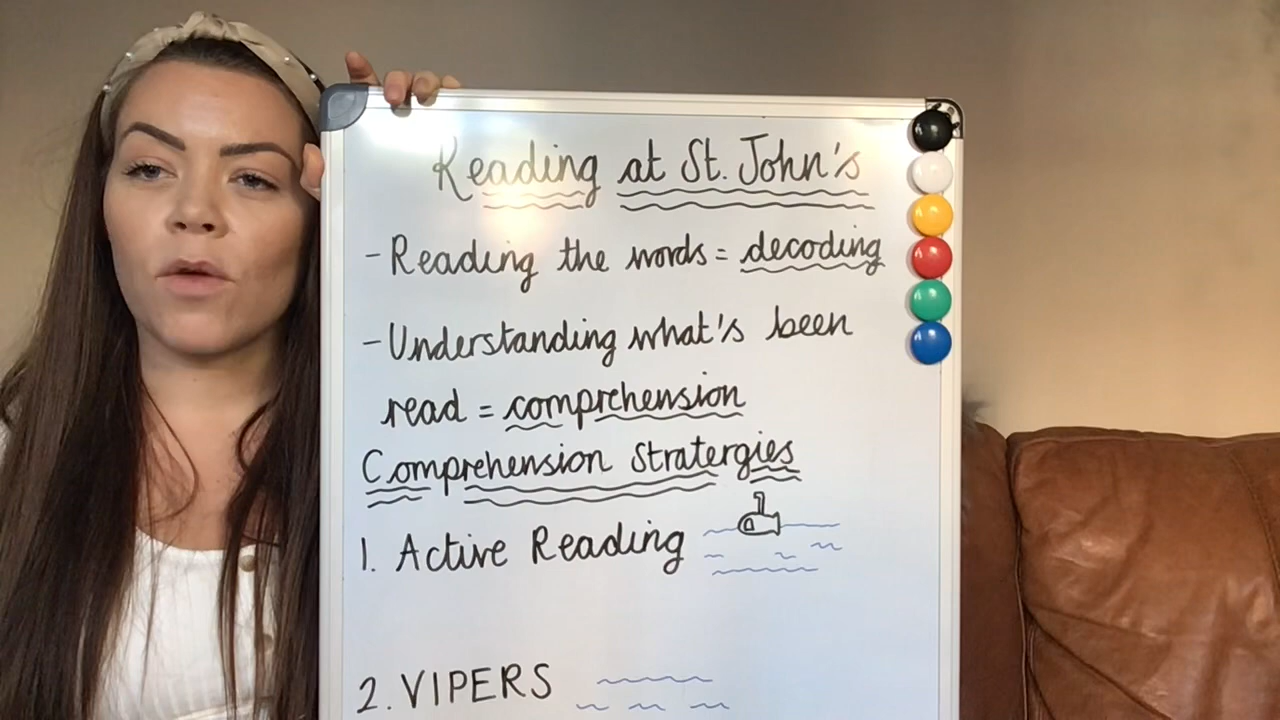 Reading at St. John's
- Reading the words = decoding
- Understanding what's been
read = comprehension
Comprehension Stratergies
1. Active Reading
2. VIPERS